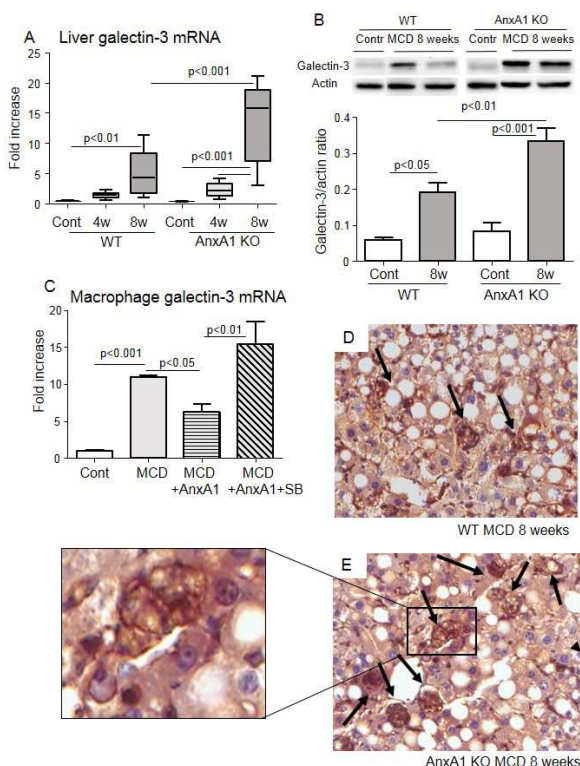 A Liver galectin-3 mRNA
Fold increase
25
20
15
10
5
0
p<0.001
p<0.01
p<0.001
Cont 4w 8w Cont 4w 8w
WT AnxA1 KO
B
WT AnxA1 KO
Contr MCD 8 weeks Contr MCD 8 weeks
Galectin-3
Actin
Galectin-3/actin ratio
0.4
0.3
0.2
0.1
0
p<0.01
p<0.001
p<0.05
Cont 8w Cont 8w
WT AnxA1 KO
C Macrophage galectin-3 mRNA
Fold increase
20
15
10
5
0
p<0.01
p<0.001 p<0.05
Cont MCD MCD MCD
+AnxA1 +AnxA1+SB
D
WT MCD 8 weeks
E
AnxA1 KO MCD 8 weeks